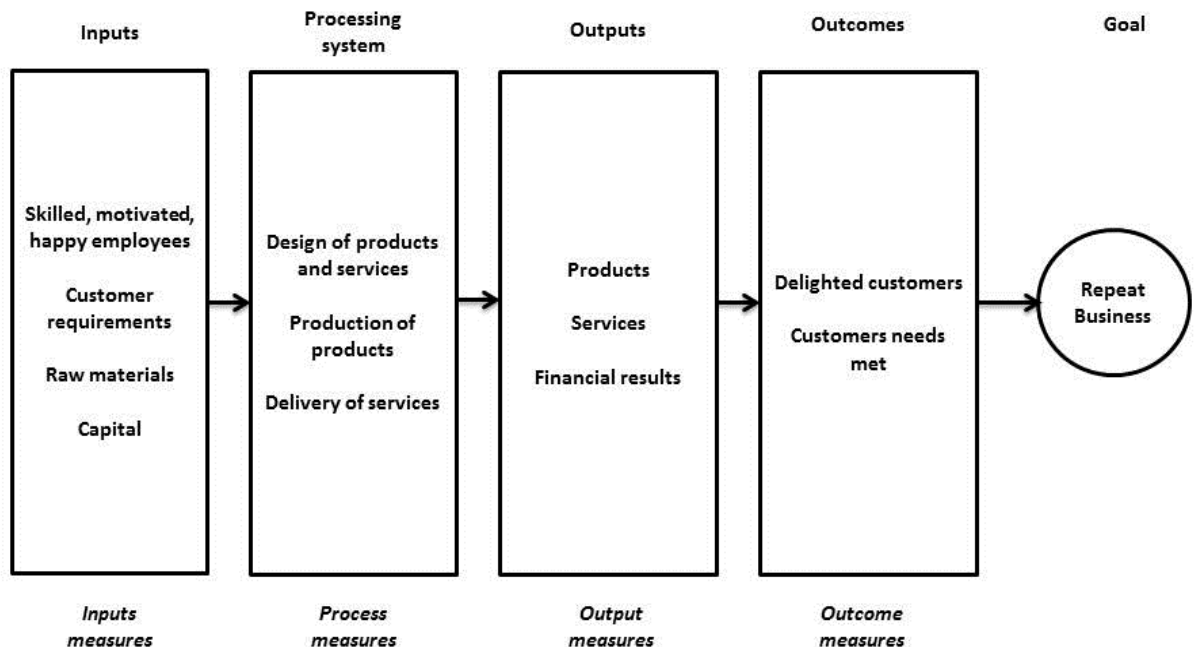 Inputs
Processing
system
Outputs
Outcomes
Goal
Skilled, motivated,
happy employees
Customer
requirements
Raw materials
Capital
Design of products
and services
Production of
products
Delivery of services
Products
Services
Financial results
Delighted customers
Customers needs
met
Repeat
Business
Inputs
measures
Process
measures
Output
measures
Outcome
measures